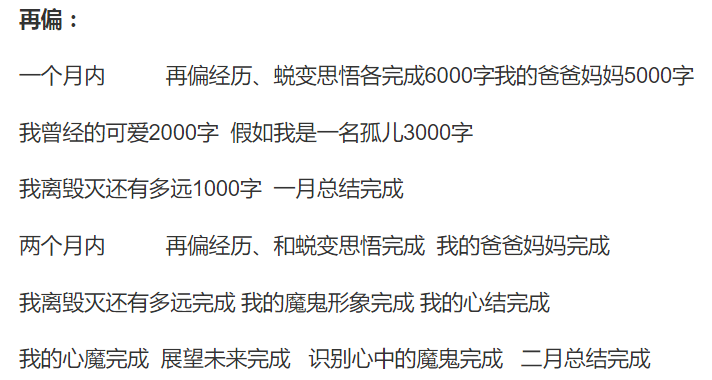 再偏：
一个月内 再偏经历、蜕变思悟各完成6000字我的爸爸妈妈5000字
我曾经的可爱2000字 假如我是一名孤儿3000字
我离毁灭还有多远1000字 一月总结完成
两个月内 再偏经历、和蜕变思悟完成 我的爸爸妈妈完成
我离毁灭还有多远完成 我的魔鬼形象完成 我的心结完成
我的心魔完成 展望未来完成 识别心中的魔鬼完成 二月总结完成